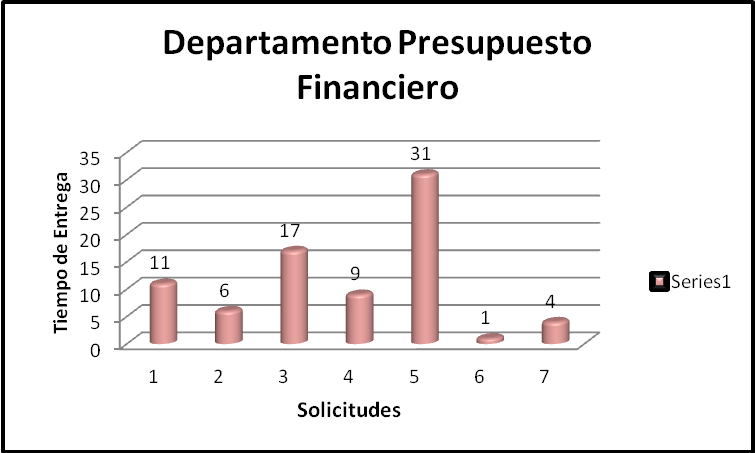 Departamento Presupuesto
Financiero
Tiempo de Entrega
35
30
25
20
15
10
5
0
11
6
17
9
31
1
4
1 2 3 4 5 6 7
Solicitudes
Series1